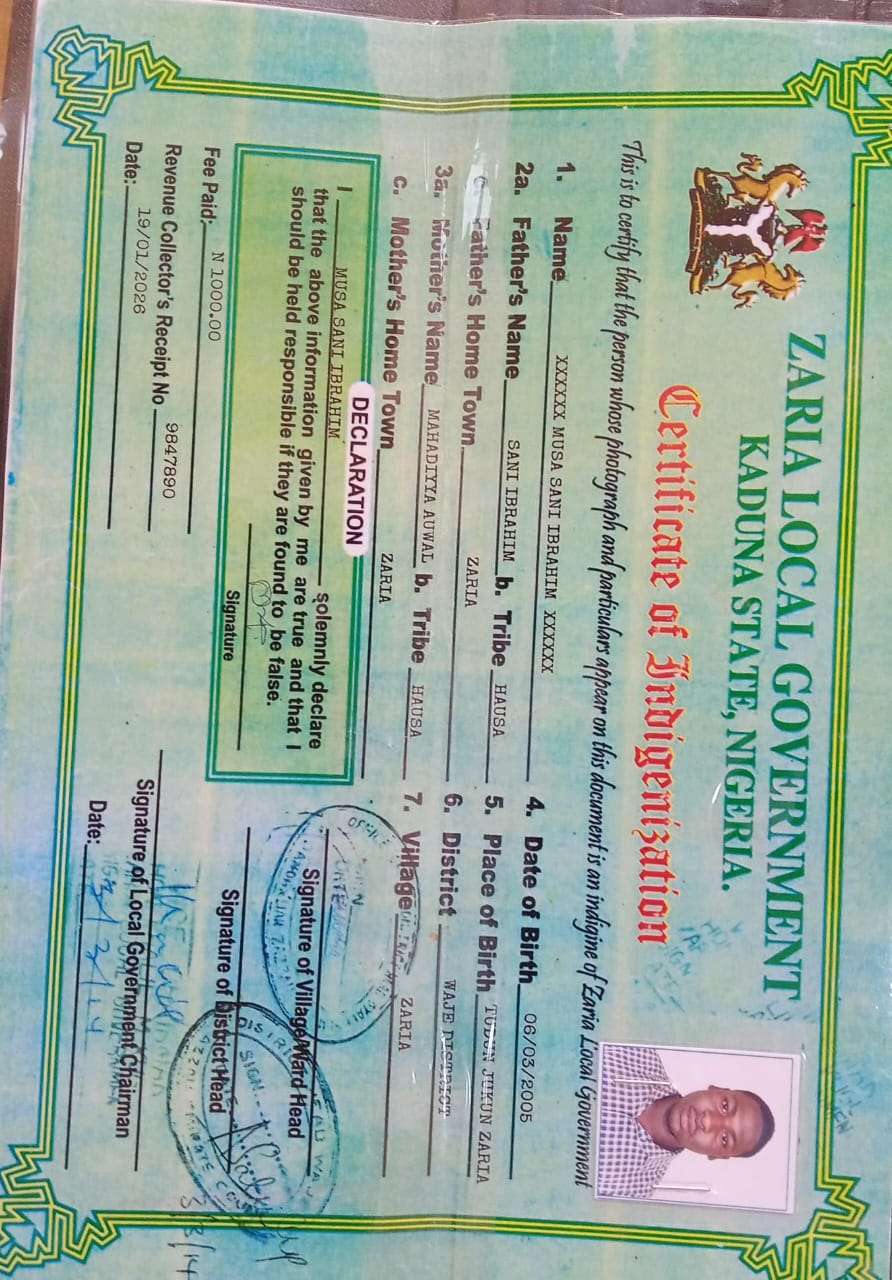 ZARIA LOCAL GOVERNMENT
KADUNA STATE, NIGERIA.
Certificate of Indigenization
This is to certify that the person whose photograph and particulars appear on this document is an indigine of Zaria Local Government
1. Name XXXXXX MUSA SANI IBRAHIM XXXXXX
2a. Father's Name SANI IBRAHIM b. Tribe HAUSA
c. Father's Home Town ZARIA
3a. Mother's Name MAHADIYYA AUWAL b. Tribe HAUSA
c. Mother's Home Town ZARIA
4. Date of Birth 06/03/2005
5. Place of Birth TUDUN JUKUN ZARIA
6. District WAJE DISTRICT
7. Village ZARIA
DECLARATION
I MUSA SANI IBRAHIM solemnly declare
that the above information given by me are true and that I
should be held responsible if they are found to be false.
Signature
Fee Paid: N 1000.00
Revenue Collector's Receipt No 9847890
Date: 19/01/2026
Signature of Village/Ward Head
Signature of District Head
3/3/14
Signature of Local Government Chairman
Date: